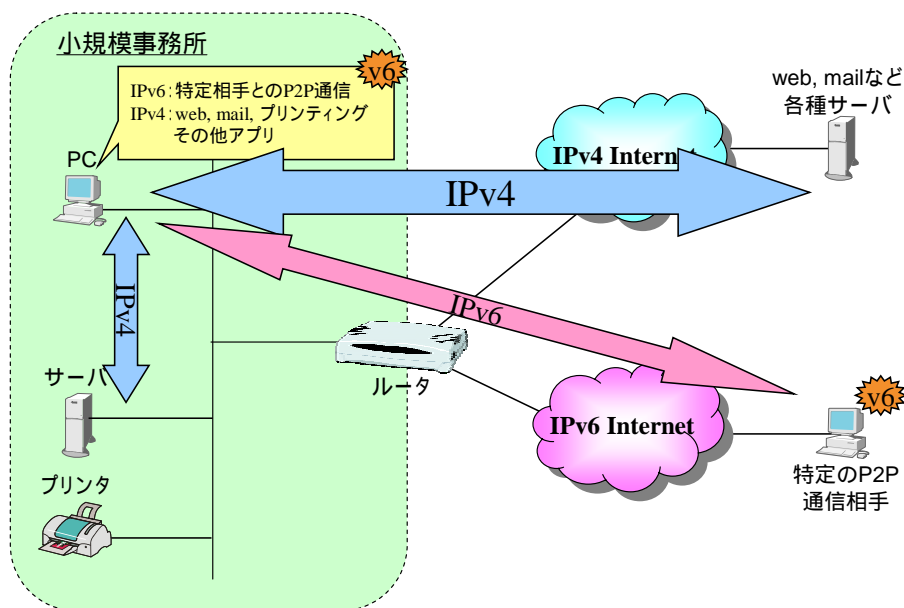 小規模事務所
v6
IPv6：特定相手とのP2P通信
IPv4：web, mail, プリンティング
その他アプリ
PC
web, mailなど
各種サーバ
IPv4 Internet
IPv4
IPv4
IPv6
サーバ
ルータ
v6
IPv6 Internet
プリンタ
特定のP2P
通信相手